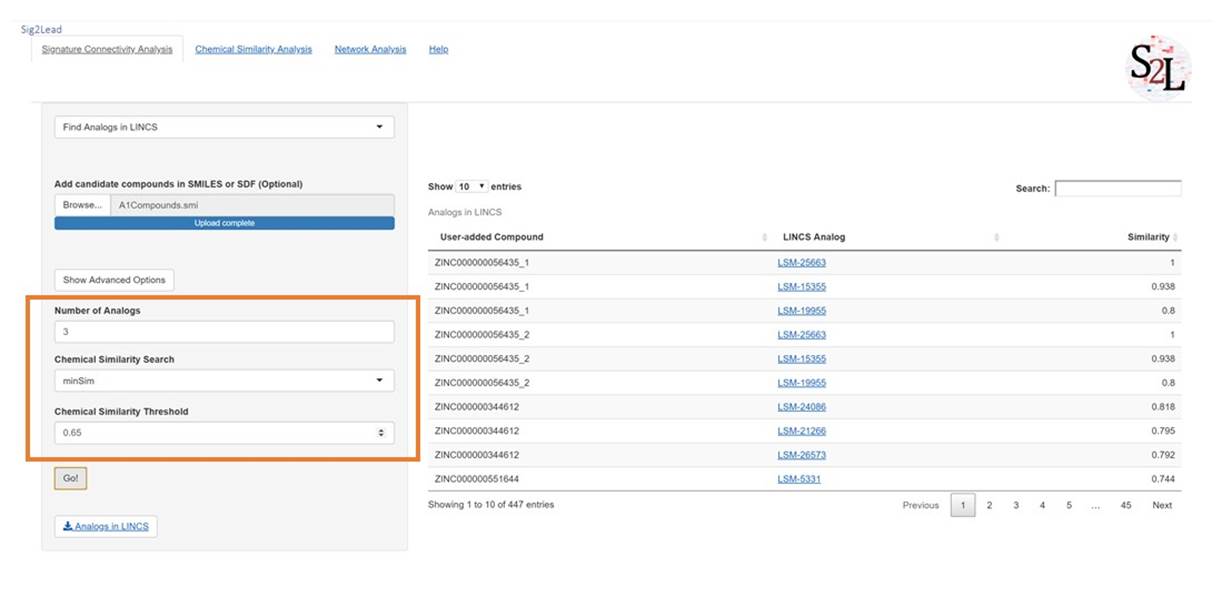 Sig2Lead
Signature Connectivity Analysis Chemical Similarity Analysis Network Analysis Help
S2L
Find Analogs in LINCS
Add candidate compounds in SMILES or SDF (Optional)
Browse... A1Compounds.smi
Upload complete
Show Advanced Options
Number of Analogs
3
Chemical Similarity Search
minSim
Chemical Similarity Threshold
0.65
Go!
Analogs in LINCS
Show 10 entries Search:
Analogs in LINCS
User-added Compound LINCS Analog Similarity
ZINC000000056435_1 LSM-25663 1
ZINC000000056435_1 LSM-15355 0.938
ZINC000000056435_1 LSM-19955 0.8
ZINC000000056435_2 LSM-25663 1
ZINC000000056435_2 LSM-15355 0.938
ZINC000000056435_2 LSM-19955 0.8
ZINC000000344612 LSM-24086 0.818
ZINC000000344612 LSM-21266 0.795
ZINC000000344612 LSM-26573 0.792
ZINC000000551644 LSM-5331 0.744
Showing 1 to 10 of 447 entries Previous 1 2 3 4 5 ... 45 Next